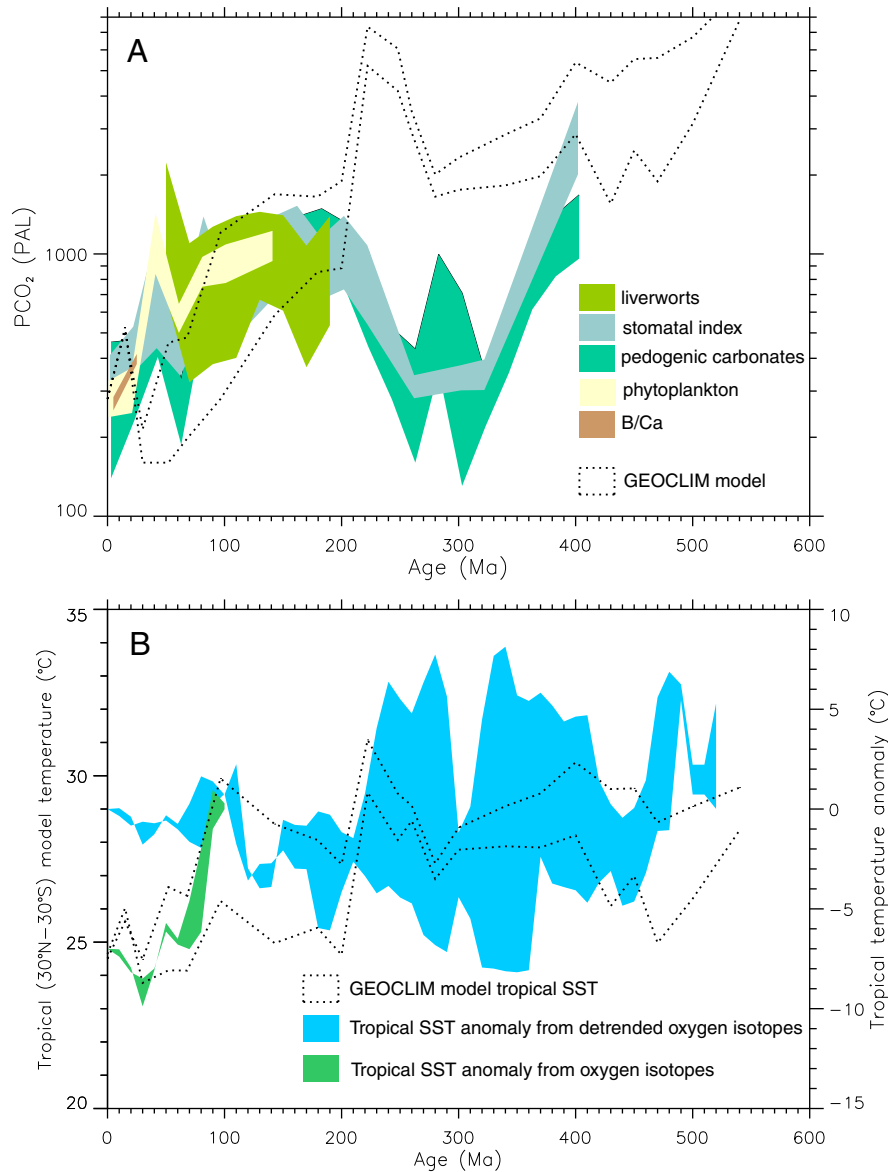 A
PCO₂ (PAL)
1000
100
liverworts
stomatal index
pedogenic carbonates
phytoplankton
B/Ca
GEOCLIM model
0 100 200 300 400 500 600
Age (Ma)
B
Tropical (30°N–30°S) model temperature (°C)
35
30
25
20
10
5
0
−5
−10
−15
Tropical temperature anomaly (°C)
GEOCLIM model tropical SST
Tropical SST anomaly from detrended oxygen isotopes
Tropical SST anomaly from oxygen isotopes
0 100 200 300 400 500 600
Age (Ma)